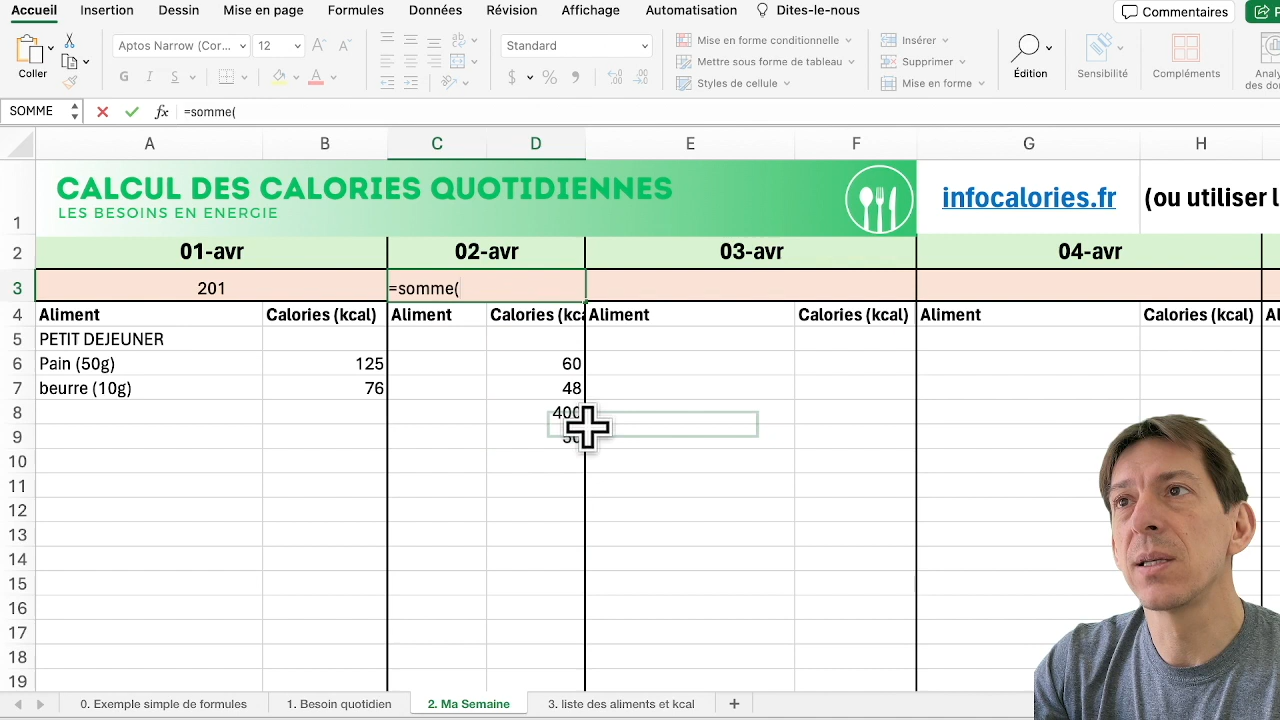 Accueil Insertion Dessin Mise en page Formules Données Révision Affichage Automatisation Dites-le-nous Commentaires
Coller Aptos Narrow (Cor... 12 Standard Mise en forme conditionnelle Insérer
Mettre sous forme de tableau Supprimer Édition Compléments
G I S $ % Styles de cellule Mise en forme
SOMME fx =somme(
A B C D E F G H
1 CALCUL DES CALORIES QUOTIDIENNES infocalories.fr (ou utiliser l
LES BESOINS EN ENERGIE
2 01-avr 02-avr 03-avr 04-avr
3 201 =somme(
4 Aliment Calories (kcal) Aliment Calories (kca Aliment Calories (kcal) Aliment Calories (kcal) Al
5 PETIT DEJEUNER
6 Pain (50g) 125 60
7 beurre (10g) 76 48
8 400
9
10
11
12
13
14
15
16
17
18
19
0. Exemple simple de formules 1. Besoin quotidien 2. Ma Semaine 3. liste des aliments et kcal +